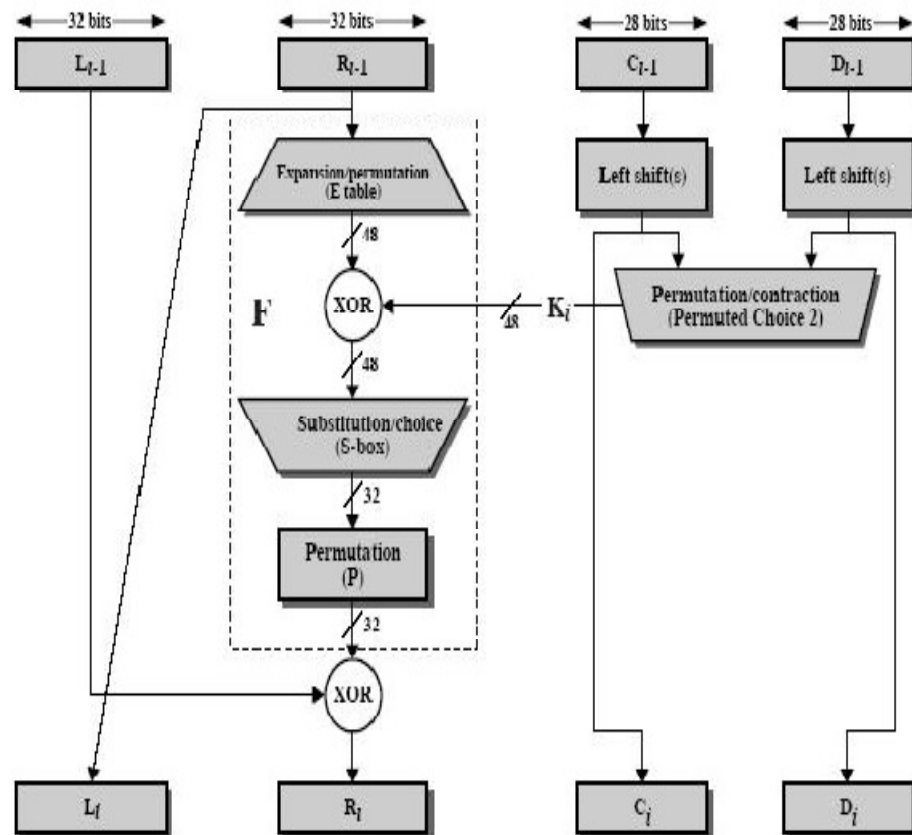 32 bits 32 bits 28 bits 28 bits
Li-1 Ri-1 Ci-1 Di-1
Expansion/permutation
(E table)
Left shift(s) Left shift(s)
48
F XOR 48 Ki
Permutation/contraction
(Permuted Choice 2)
48
Substitution/choice
(S-box)
32
Permutation
(P)
32
XOR
Li Ri Ci Di